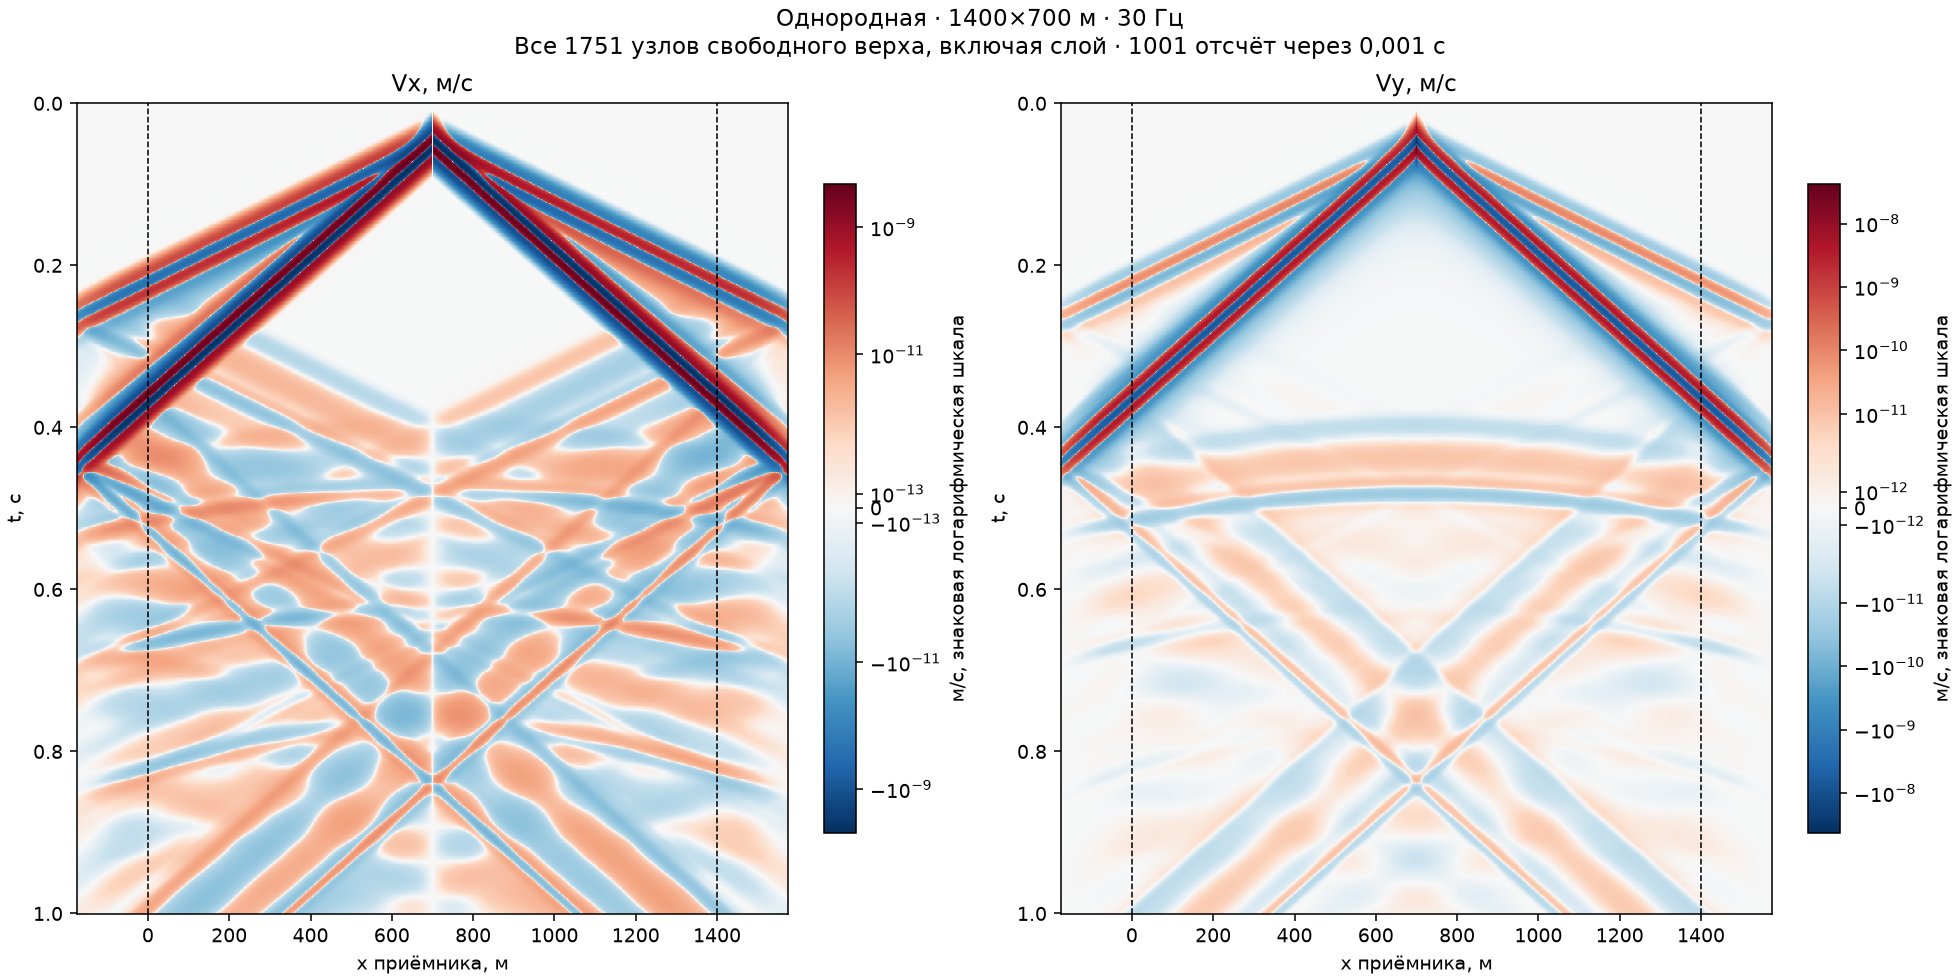 Однородная · 1400×700 м · 30 Гц
Все 1751 узлов свободного верха, включая слой · 1001 отсчёт через 0,001 с
Vx, м/с
0.0
0.2
0.4
0.6
0.8
1.0
t, с
0 200 400 600 800 1000 1200 1400
x приёмника, м
10⁻⁹
10⁻¹¹
10⁻¹³
0
−10⁻¹³
−10⁻¹¹
−10⁻⁹
м/с, знаковая логарифмическая шкала
Vy, м/с
0.0
0.2
0.4
0.6
0.8
1.0
t, с
0 200 400 600 800 1000 1200 1400
x приёмника, м
10⁻⁸
10⁻⁹
10⁻¹⁰
10⁻¹¹
10⁻¹²
0
−10⁻¹²
−10⁻¹¹
−10⁻¹⁰
−10⁻⁹
−10⁻⁸
м/с, знаковая логарифмическая шкала